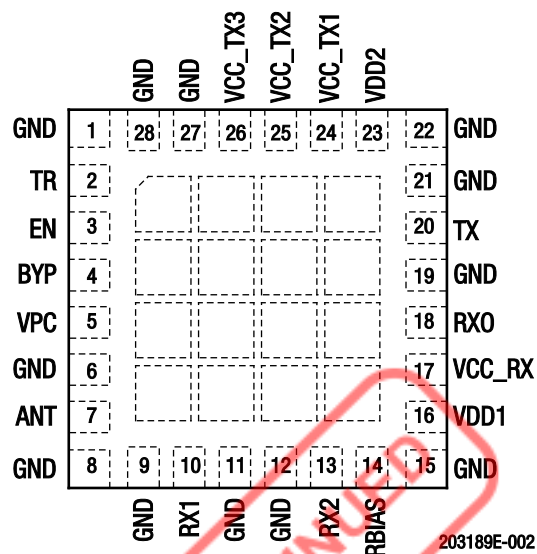 GND
GND
VCC_TX3
VCC_TX2
VCC_TX1
VDD2
28
27
26
25
24
23
GND 1
22 GND
TR 2
21 GND
EN 3
20 TX
BYP 4
19 GND
VPC 5
18 RXO
GND 6
17 VCC_RX
ANT 7
16 VDD1
GND 8
15 GND
9
10
11
12
13
14
GND
RX1
GND
GND
RX2
RBIAS
NUED
203189E-002